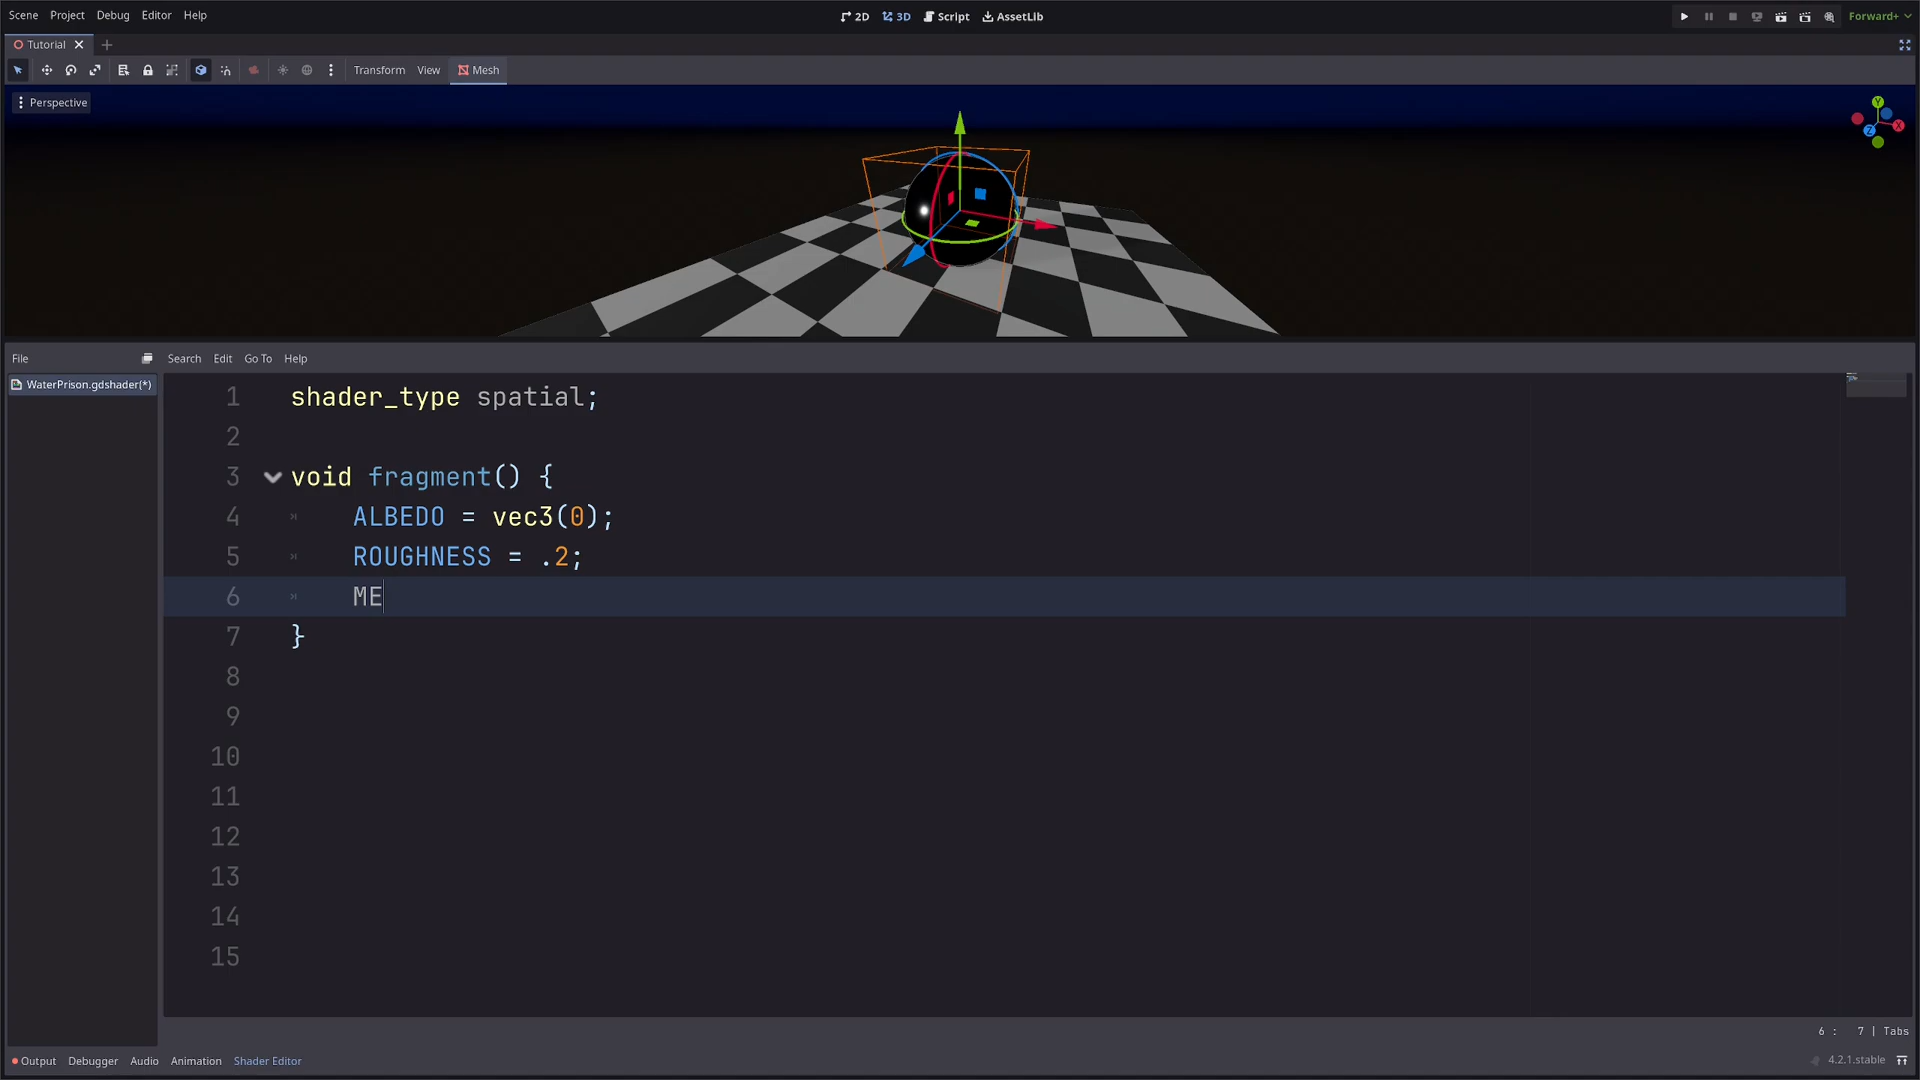 Scene Project Debug Editor Help 2D 3D Script AssetLib Forward+
Tutorial
Transform View Mesh
Perspective
Y
X
Z
File Search Edit Go To Help
WaterPrison.gdshader(*)
1 shader_type spatial;
2
3 void fragment() {
4 ALBEDO = vec3(0);
5 ROUGHNESS = .2;
6 ME
7 }
8
9
10
11
12
13
14
15
6 : 7 | Tabs
Output Debugger Audio Animation Shader Editor 4.2.1.stable